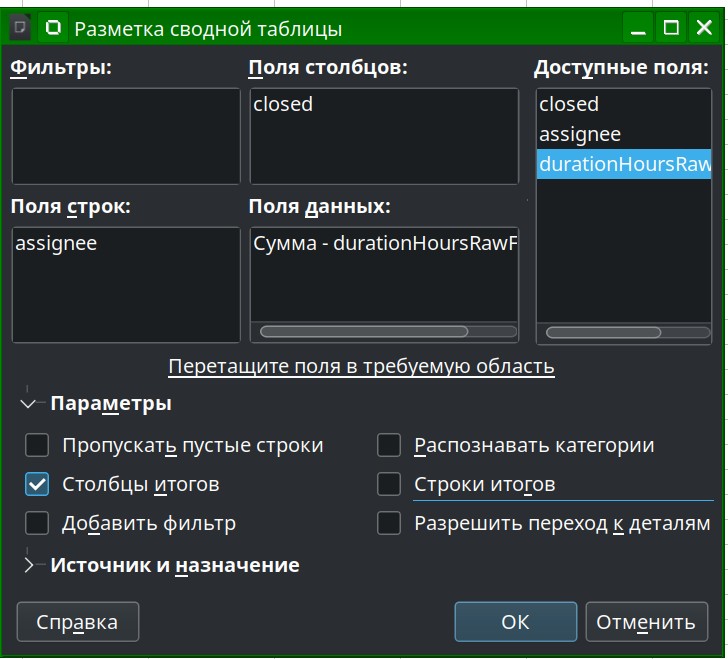 Разметка сводной таблицы
Фильтры:
Поля столбцов:
Доступные поля:
closed
closed
assignee
durationHoursRaw
Поля строк:
Поля данных:
assignee
Сумма - durationHoursRawF
Перетащите поля в требуемую область
Параметры
Пропускать пустые строки
Распознавать категории
Столбцы итогов
Строки итогов
Добавить фильтр
Разрешить переход к деталям
Источник и назначение
Справка
ОК
Отменить